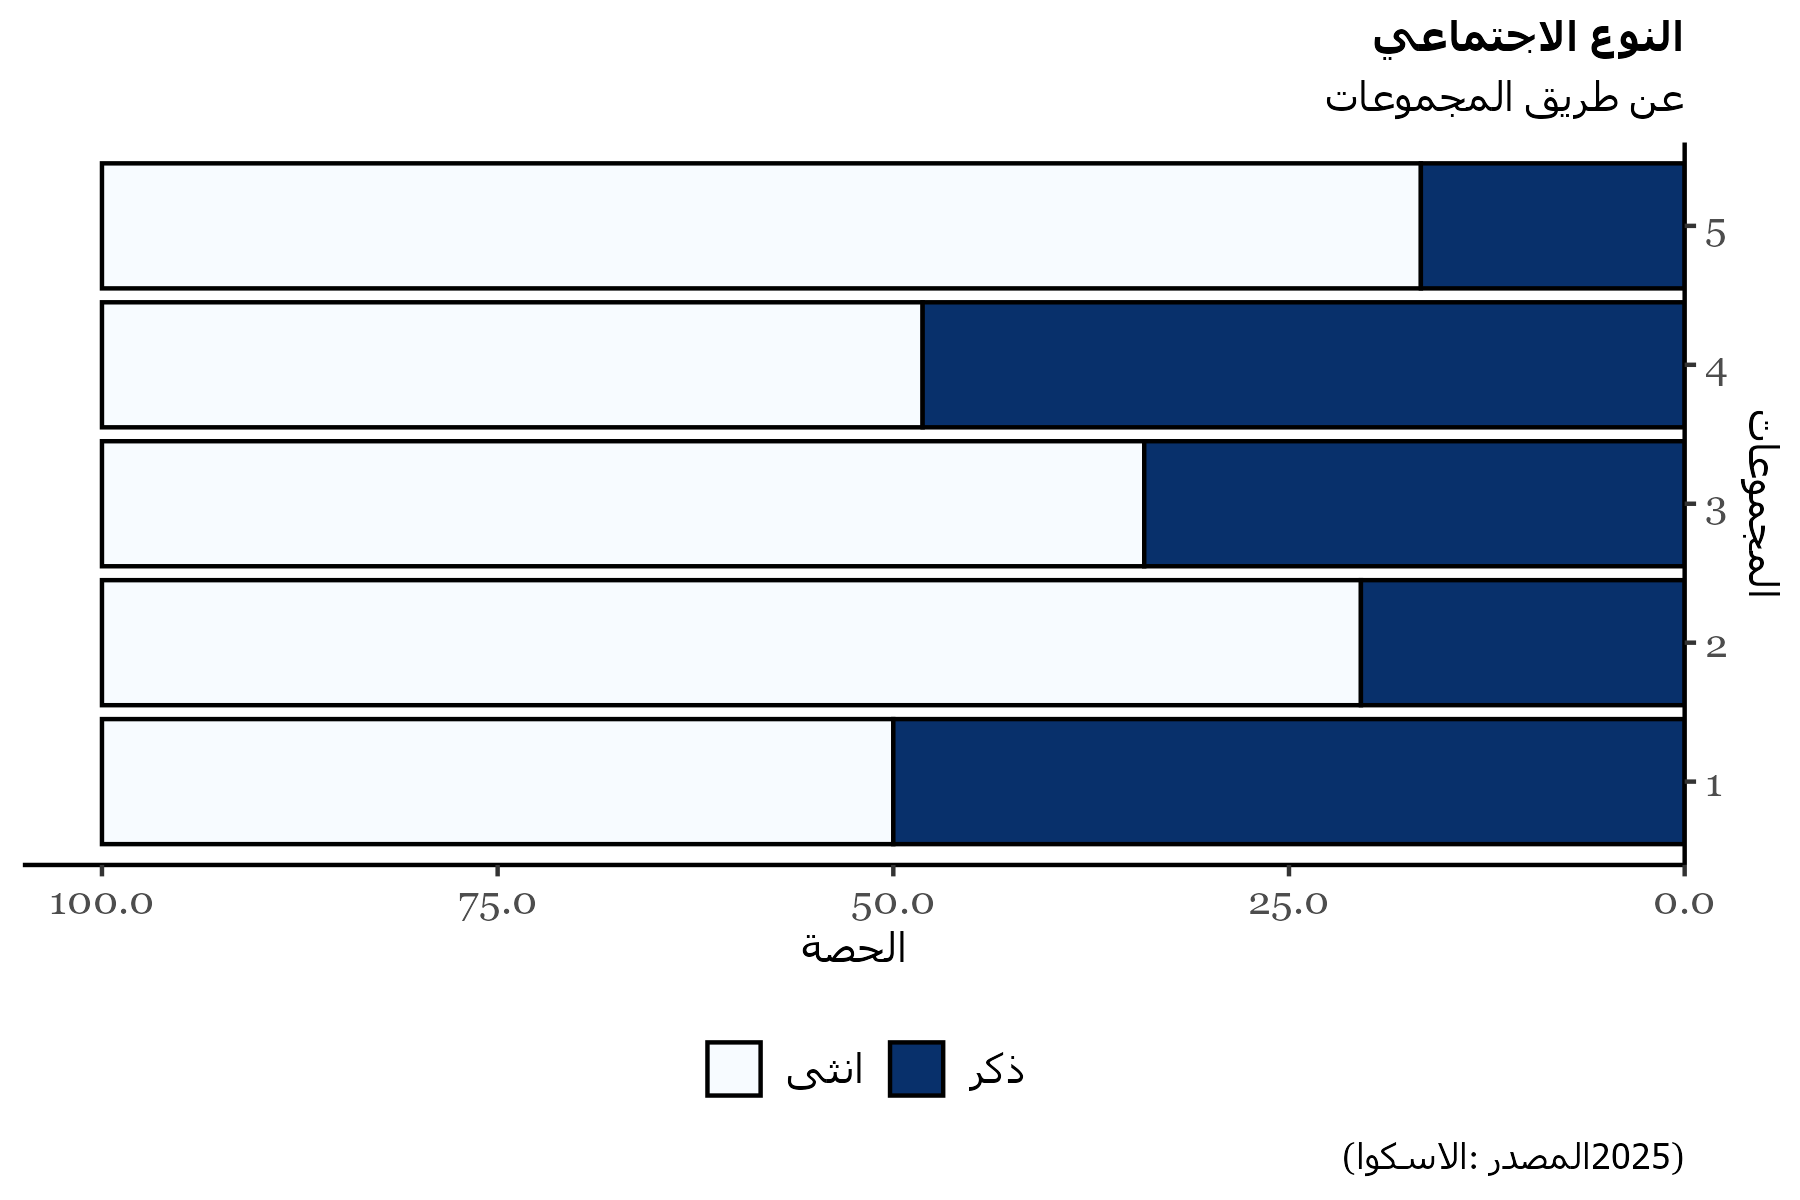 النوع الاجتماعي
عن طريق المجموعات
5
4
3
2
1
المجموعات
100.0 75.0 50.0 25.0 0.0
الحصة
ذكر انثى
(2025المصدر :الاسكوا)